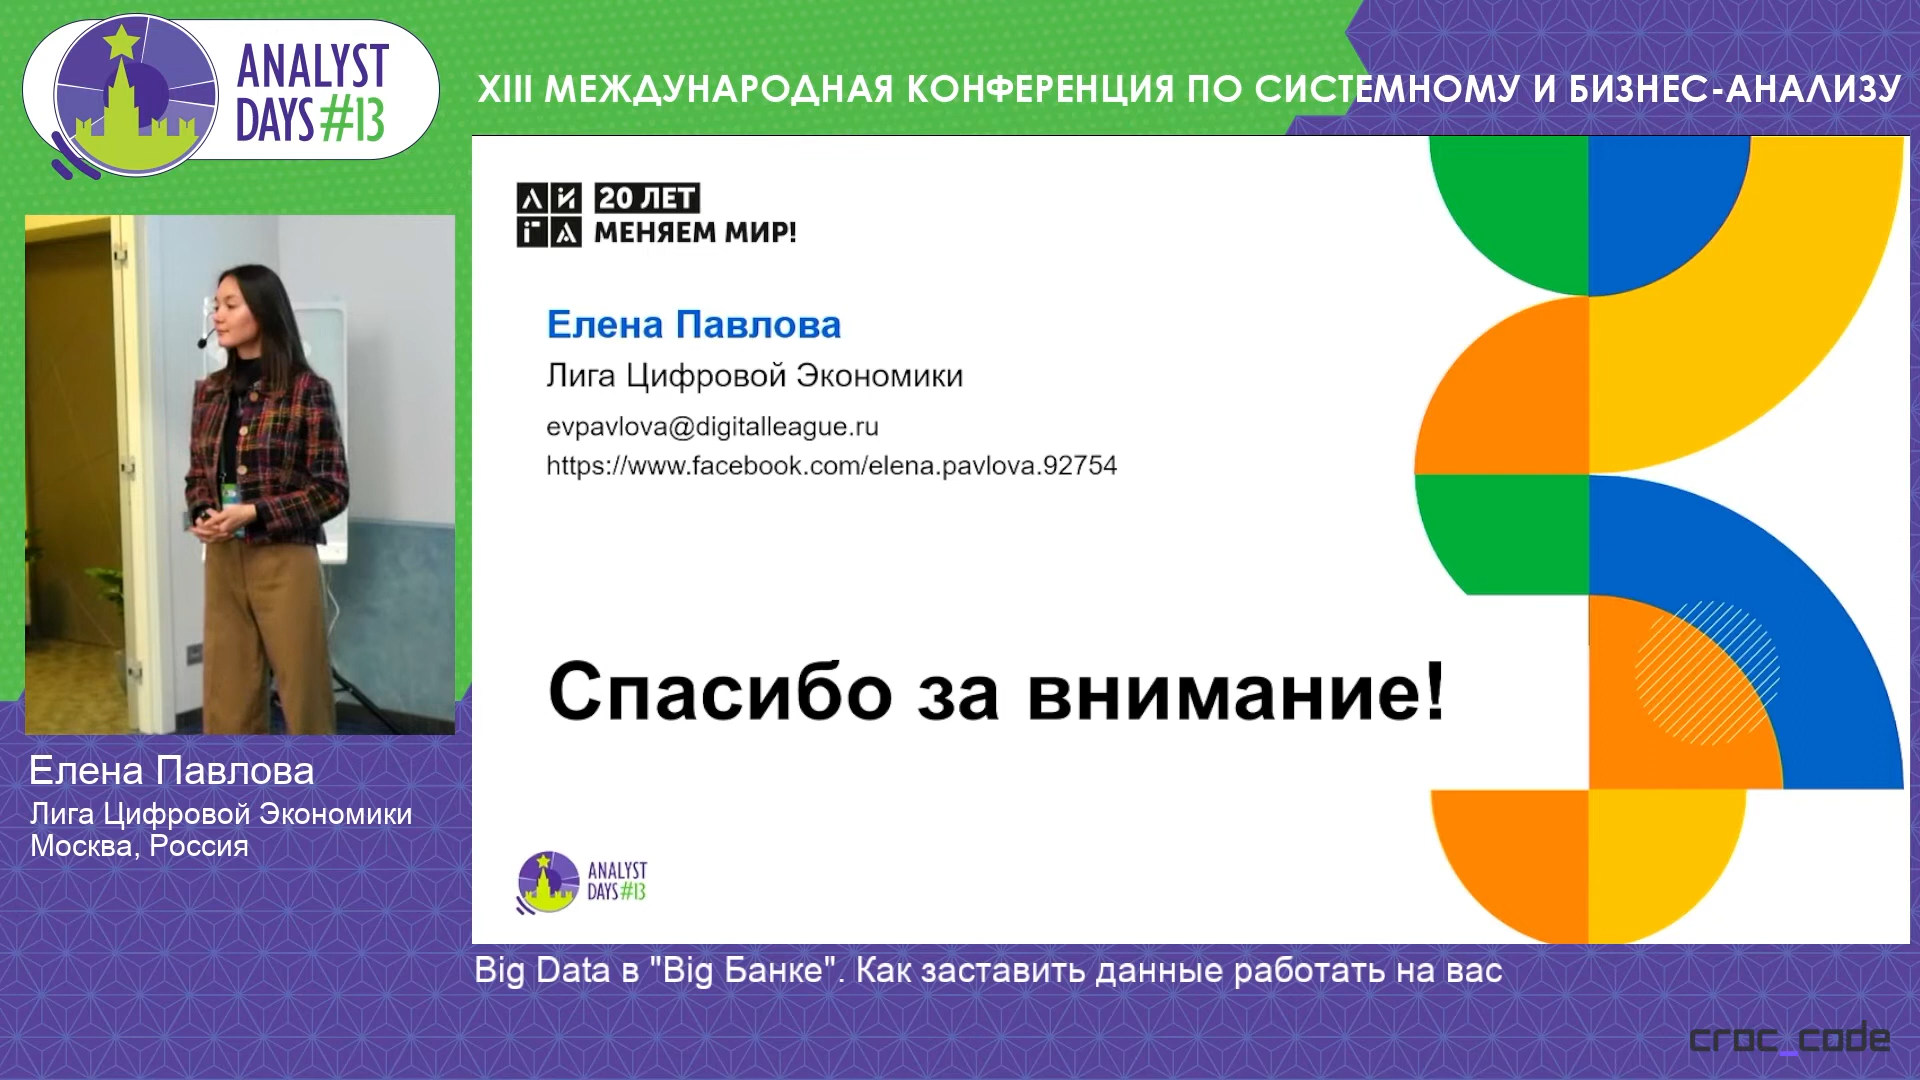 ANALYST
DAYS #13
XIII МЕЖДУНАРОДНАЯ КОНФЕРЕНЦИЯ ПО СИСТЕМНОМУ И БИЗНЕС-АНАЛИЗУ
ЛИГА
20 ЛЕТ
МЕНЯЕМ МИР!
Елена Павлова
Лига Цифровой Экономики
evpavlova@digitalleague.ru
https://www.facebook.com/elena.pavlova.92754
Спасибо за внимание!
ANALYST
DAYS #13
Елена Павлова
Лига Цифровой Экономики
Москва, Россия
Big Data в "Big Банке". Как заставить данные работать на вас
croc_code